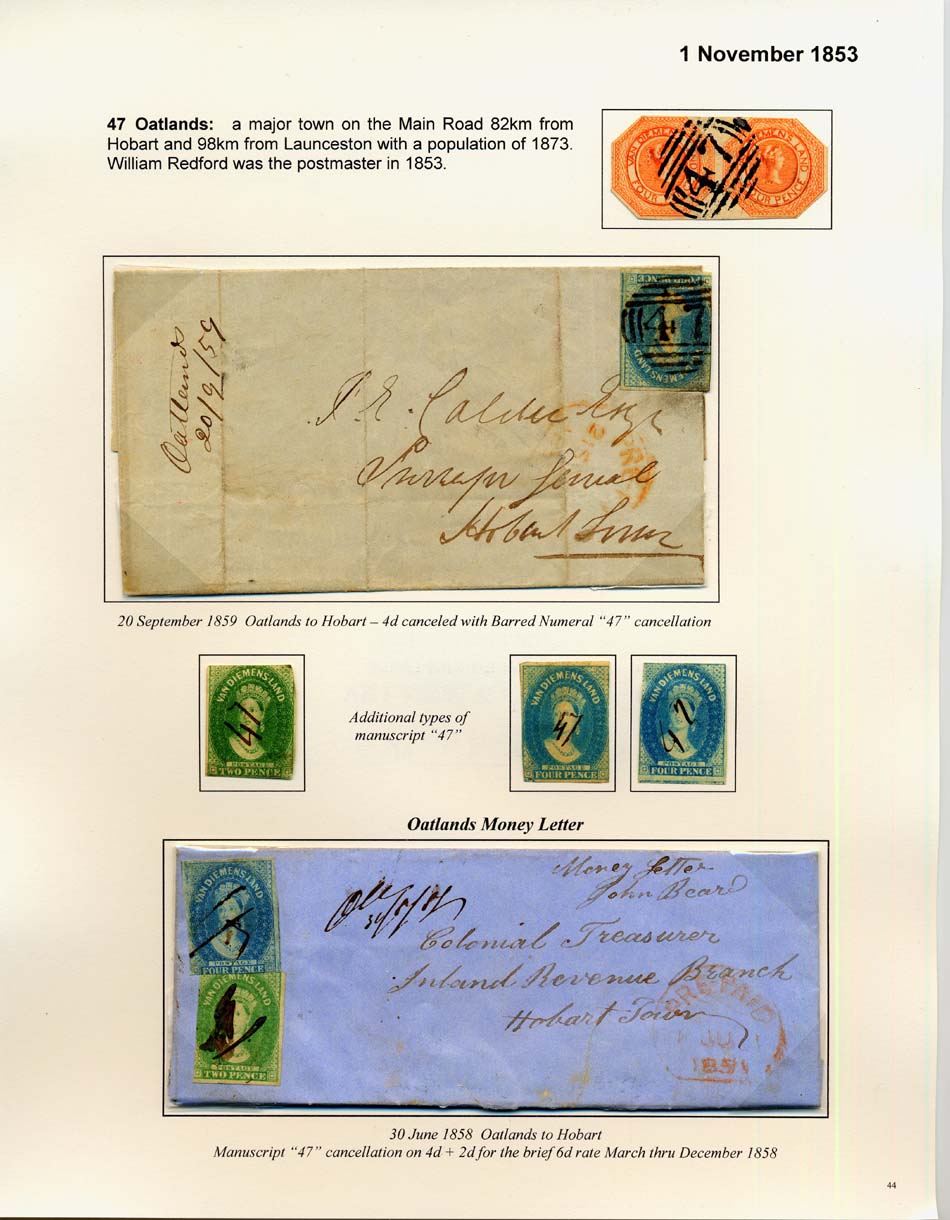 1 November 1853
47 Oatlands: a major town on the Main Road 82km from
Hobart and 98km from Launceston with a population of 1873.
William Redford was the postmaster in 1853.
VAN DIEMENS LAND
FOUR PENCE
47
Oatlands
20/9/59
47
J. E. Calder Esqr
Surveyor General
Hobart Town
20 September 1859 Oatlands to Hobart – 4d canceled with Barred Numeral “47” cancellation
VAN DIEMENS LAND
47
POSTAGE
TWO PENCE
Additional types of
manuscript “47”
VAN DIEMENS LAND
47
POSTAGE
FOUR PENCE
VAN DIEMENS LAND
47
POSTAGE
FOUR PENCE
Oatlands Money Letter
VAN DIEMENS LAND
POSTAGE
FOUR PENCE
VAN DIEMENS LAND
POSTAGE
TWO PENCE
Money Letter
John Beard
Colonial Treasurer
Inland Revenue Branch
Hobart Town
PREPAID
30 June 1858 Oatlands to Hobart
Manuscript “47” cancellation on 4d + 2d for the brief 6d rate March thru December 1858
44